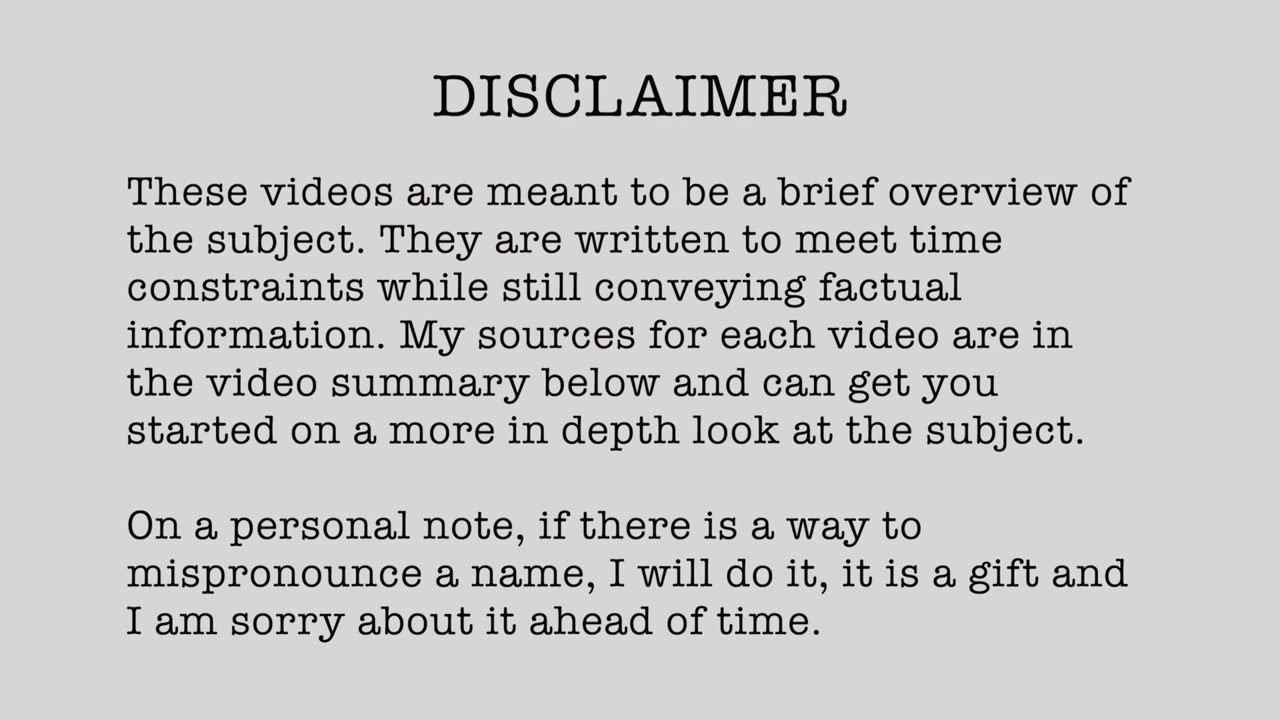 DISCLAIMER
These videos are meant to be a brief overview of
the subject. They are written to meet time
constraints while still conveying factual
information. My sources for each video are in
the video summary below and can get you
started on a more in depth look at the subject.
On a personal note, if there is a way to
mispronounce a name, I will do it, it is a gift and
I am sorry about it ahead of time.